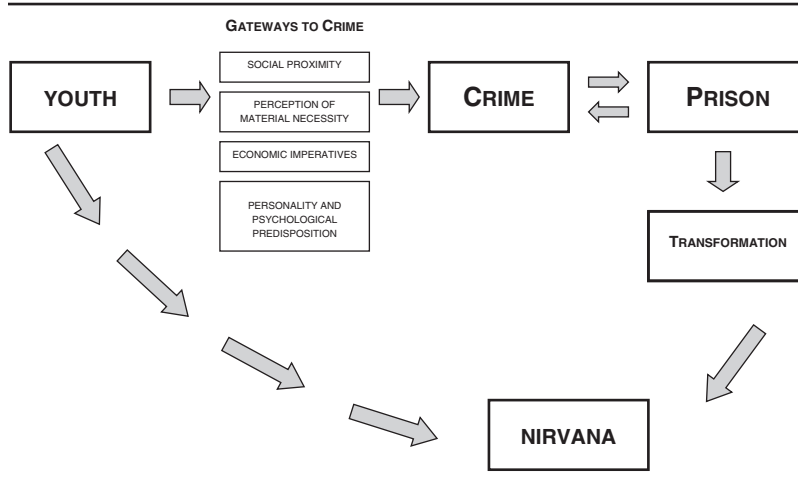 GATEWAYS TO CRIME
YOUTH
SOCIAL PROXIMITY
PERCEPTION OF
MATERIAL NECESSITY
ECONOMIC IMPERATIVES
PERSONALITY AND
PSYCHOLOGICAL
PREDISPOSITION
CRIME
PRISON
TRANSFORMATION
NIRVANA